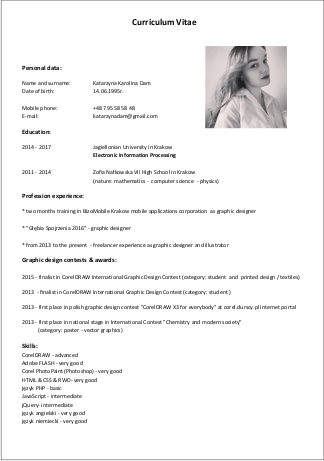 Curriculum Vitae
Personal data:
Name and surname: Katarzyna Karolina Dam
Date of birth: 14.06.1995r.
Mobile phone: +48 795 58 58 48
E-mail: katarzynadam@gmail.com
Education:
2014 - 2017 Jagiellonian University in Krakow
Electronic Information Processing
2011 - 2014 Zofia Nałkowska VII High School in Krakow
(nature: mathematics - computer science - physics)
Profession experience:
* two months training in BizoMobile Krakow mobile applications corporation as graphic designer
* "Głębia Spojrzenia 2016" - graphic designer
* from 2013 to the present - freelancer experience as graphic designer and illustrator
Graphic design contests & awards:
2015 - finalist in CorelDRAW International Graphic Design Contest (category: student and printed design / textiles)
2013 - finalist in CorelDRAW International Graphic Design Contest (category: student)
2013 - first place in polish graphic design contest "CorelDRAW X3 for everybody" at corel.durscy.pl internet portal
2013 - first place in national stage in International Contest "Chemistry and modern society"
(category: poster - vector graphics)
Skills:
CorelDRAW - advanced
Adobe FLASH - very good
Corel PhotoPaint (Photoshop) - very good
HTML & CSS & RWD - very good
język PHP - basic
JavaScript - intermediate
jQuery - intermediate
język angielski - very good
język niemiecki - very good